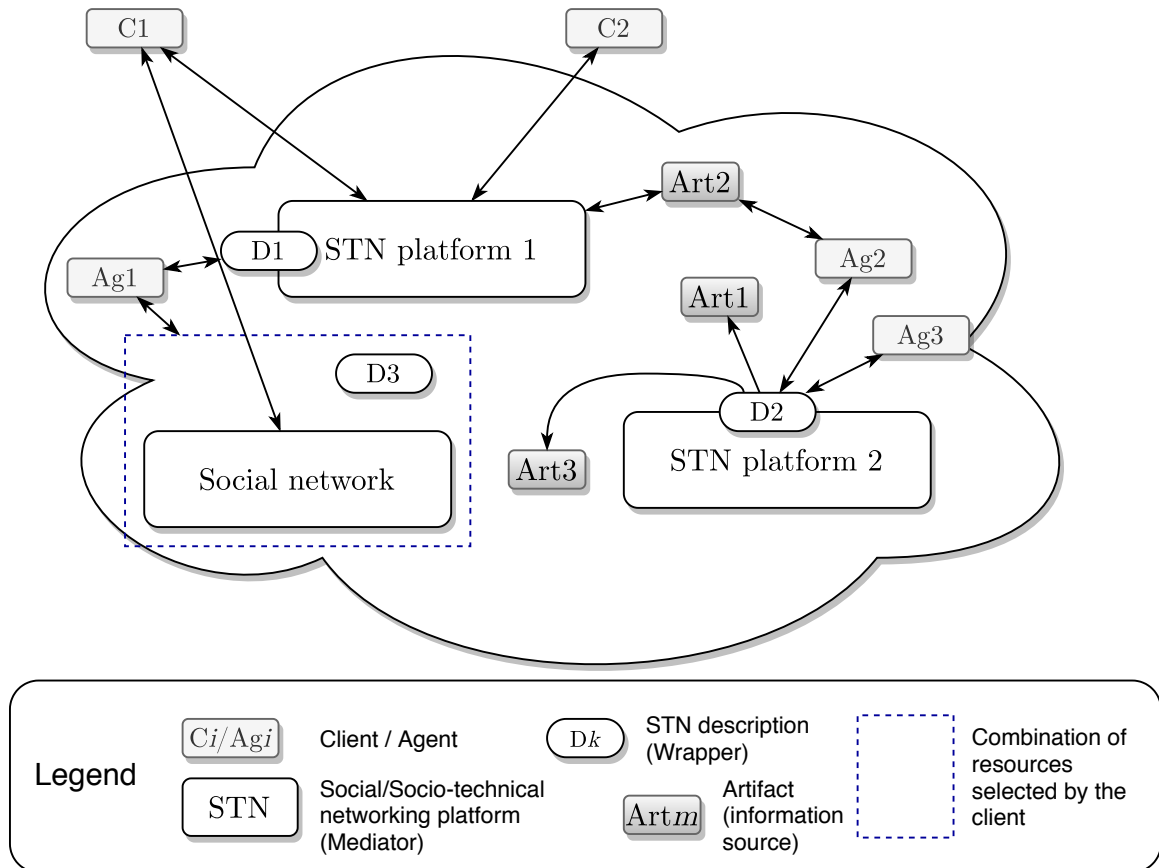 C1
C2
Art2
D1
STN platform 1
Ag2
Ag1
Art1
Ag3
D3
D2
STN platform 2
Social network
Art3
Legend
Ci/Agi
Client / Agent
STN
Social/Socio-technical
networking platform
(Mediator)
Dk
STN description
(Wrapper)
Artm
Artifact
(information
source)
Combination of
resources
selected by the
client